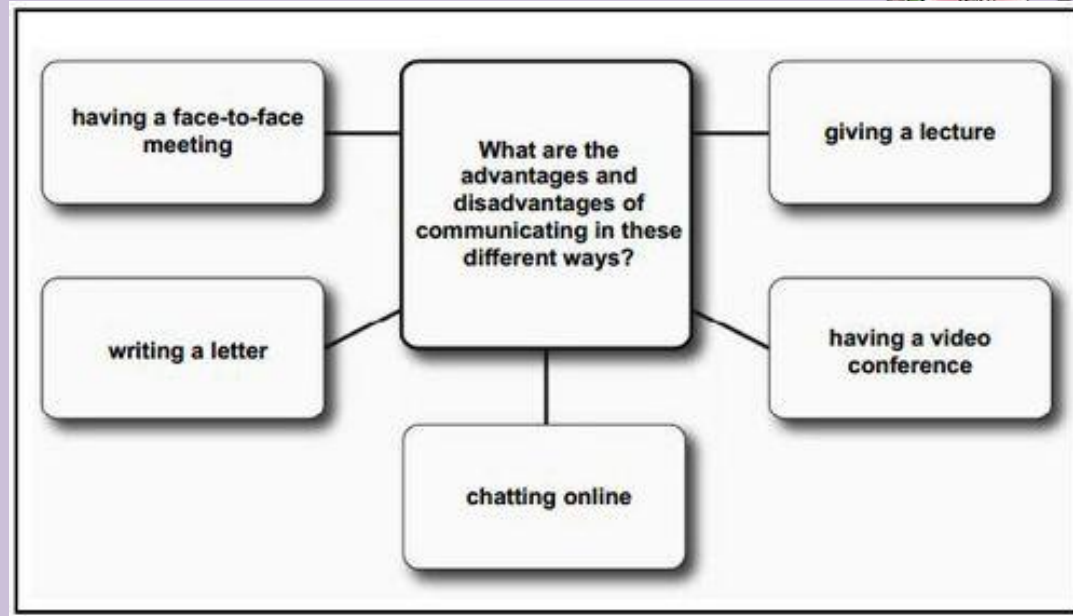 having a face-to-face
meeting
What are the
advantages and
disadvantages of
communicating in these
different ways?
giving a lecture
writing a letter
having a video
conference
chatting online